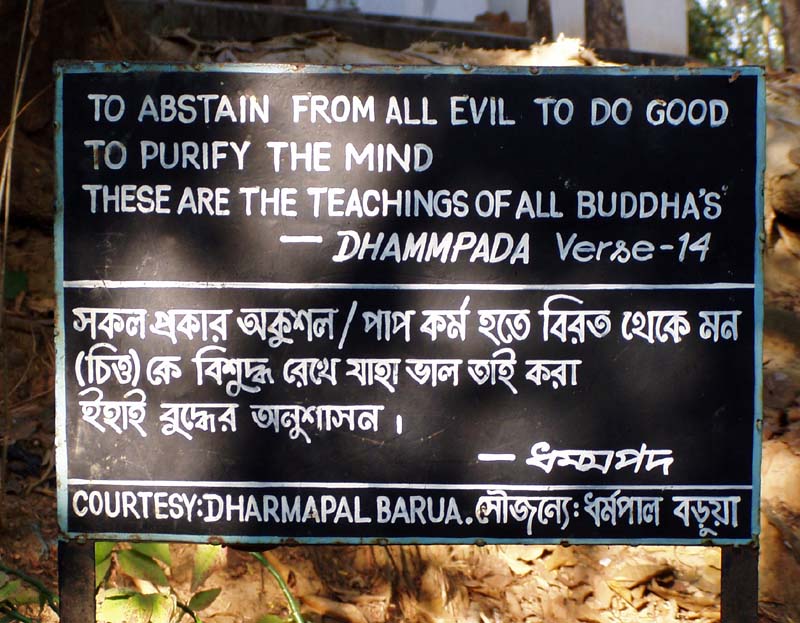 TO ABSTAIN FROM ALL EVIL TO DO GOOD
TO PURIFY THE MIND
THESE ARE THE TEACHINGS OF ALL BUDDHA'S"
— DHAMMPADA Verse-14
সকল প্রকার অকুশল/পাপ কর্ম হতে বিরত থেকে মন
(চিত্ত) কে বিশুদ্ধ রেখে যাহা ভাল তাই করা
ইহাই বুদ্ধের অনুশাসন।
— ধম্মপদ
COURTESY:DHARMAPAL BARUA. সৌজন্যে: ধর্মপাল বড়ুয়া